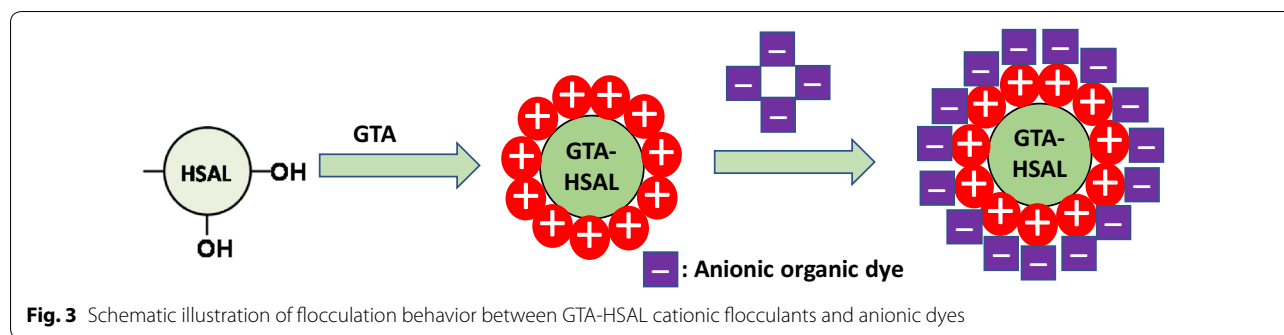 HSAL
OH
OH
GTA
GTA-
HSAL
GTA-
HSAL
− : Anionic organic dye
Fig. 3 Schematic illustration of flocculation behavior between GTA-HSAL cationic flocculants and anionic dyes